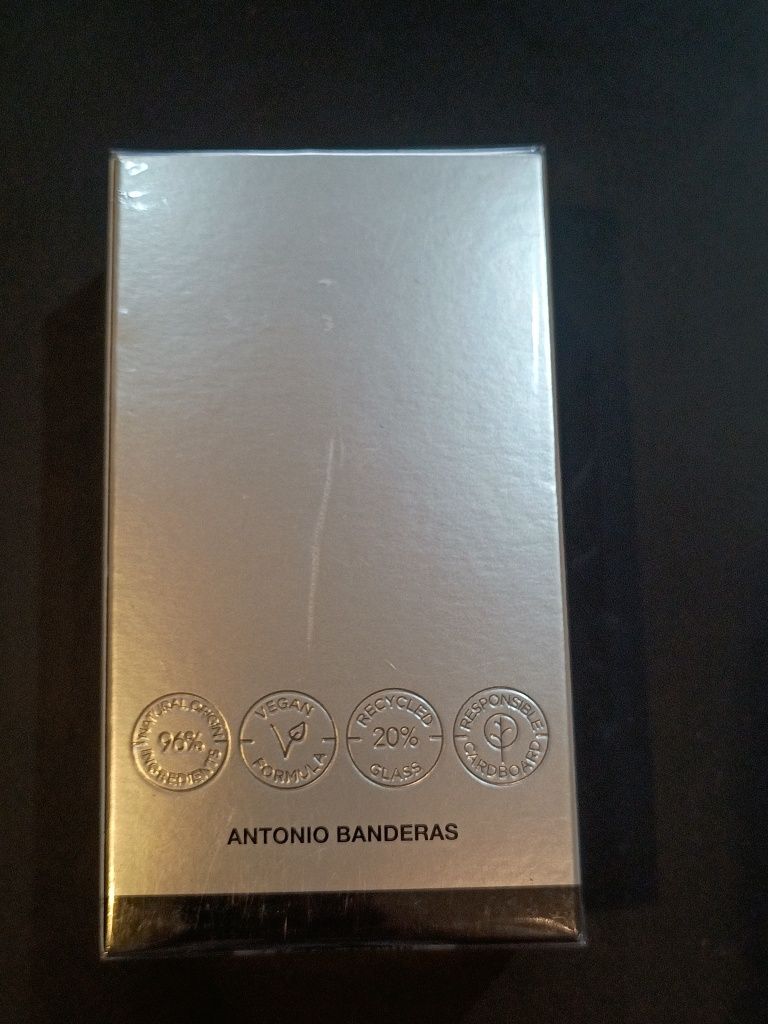 NATURAL ORIGIN
96%
INGREDIENTS
VEGAN
FORMULA
RECYCLED
20%
GLASS
RESPONSIBLE
CARDBOARD
ANTONIO BANDERAS